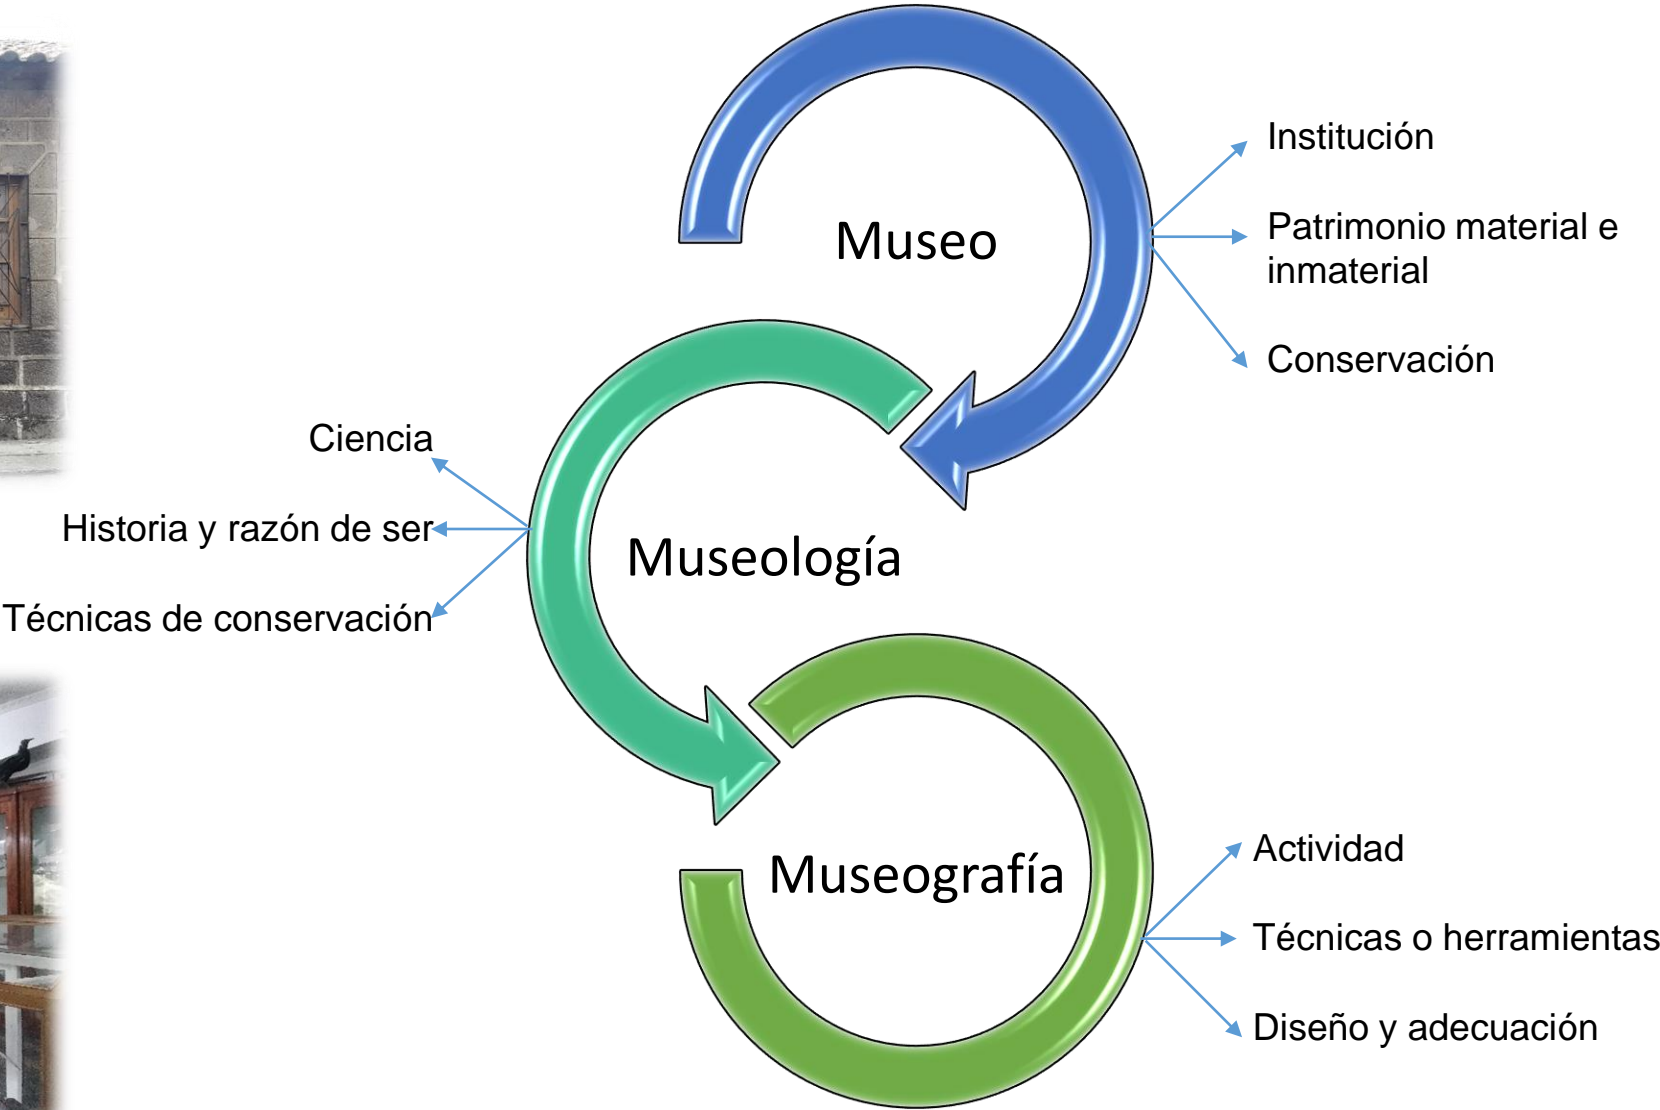 Museo
Institución
Patrimonio material e
inmaterial
Conservación
Museología
Ciencia
Historia y razón de ser
Técnicas de conservación
Museografía
Actividad
Técnicas o herramientas
Diseño y adecuación